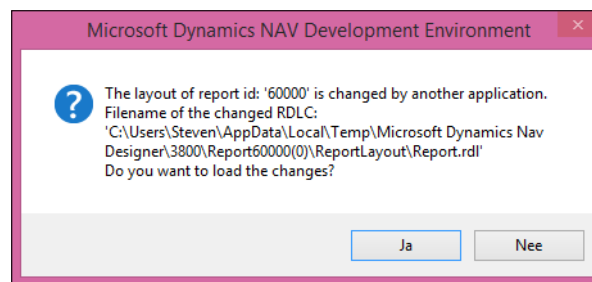 Microsoft Dynamics NAV Development Environment
The layout of report id: '60000' is changed by another application.
Filename of the changed RDLC:
'C:\Users\Steven\AppData\Local\Temp\Microsoft Dynamics Nav
Designer\3800\Report60000(0)\ReportLayout\Report.rdl'
Do you want to load the changes?
Ja
Nee